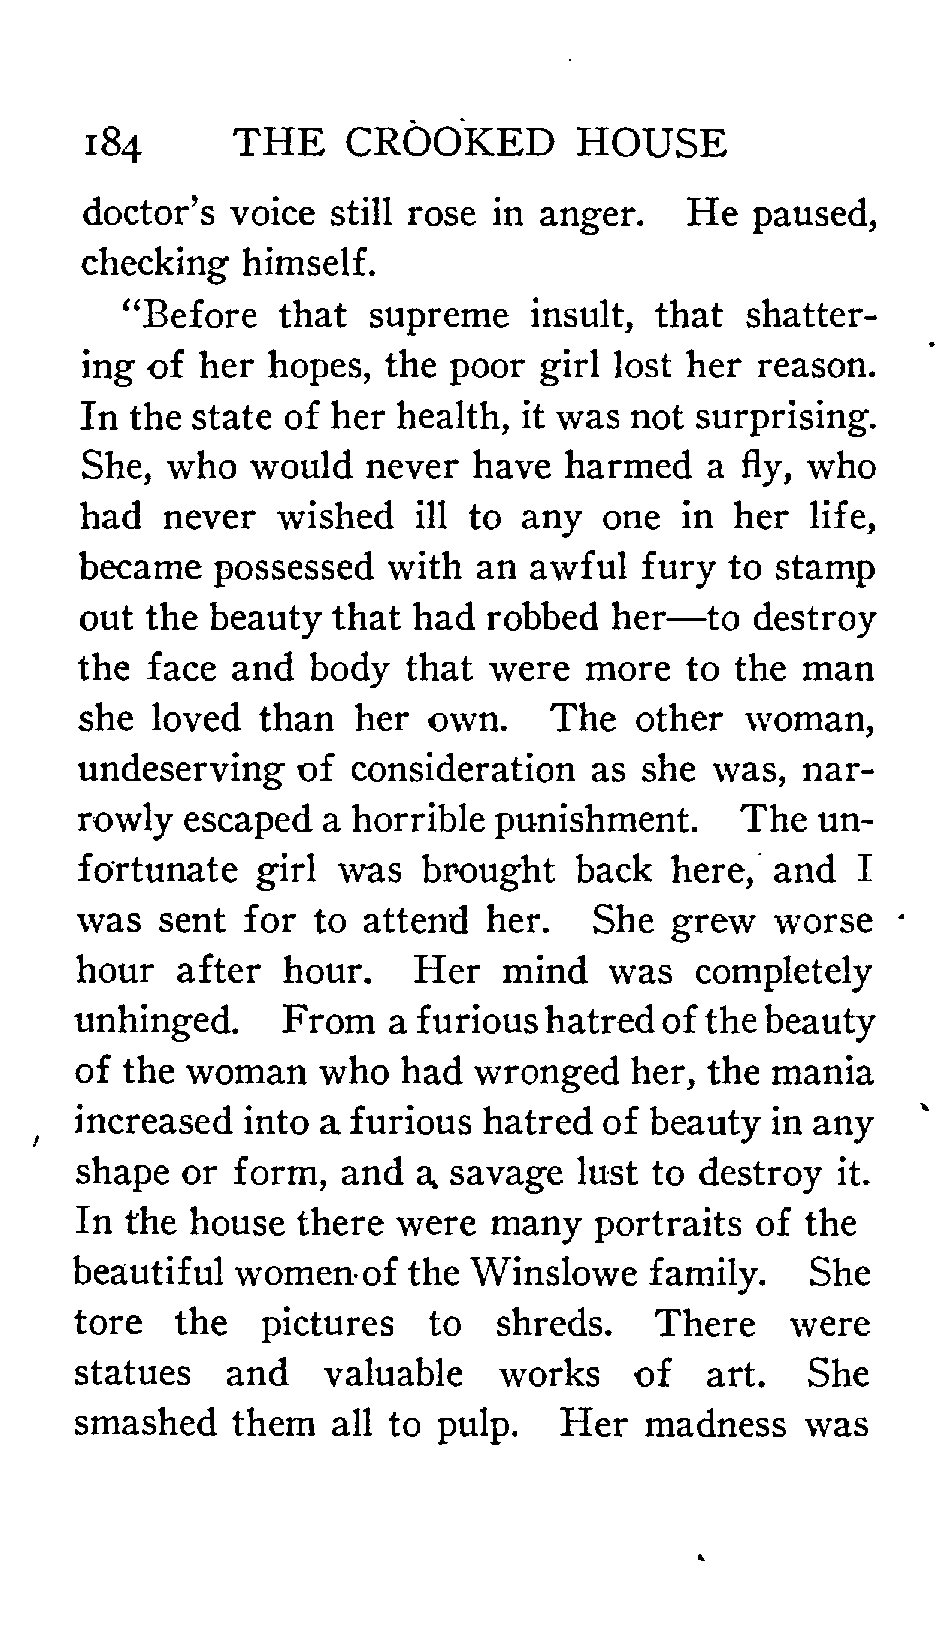 184 THE CROOKED HOUSE
doctor's voice still rose in anger. He paused,
checking himself.
"Before that supreme insult, that shatter-
ing of her hopes, the poor girl lost her reason.
In the state of her health, it was not surprising.
She, who would never have harmed a fly, who
had never wished ill to any one in her life,
became possessed with an awful fury to stamp
out the beauty that had robbed her—to destroy
the face and body that were more to the man
she loved than her own. The other woman,
undeserving of consideration as she was, nar-
rowly escaped a horrible punishment. The un-
fortunate girl was brought back here, and I
was sent for to attend her. She grew worse
hour after hour. Her mind was completely
unhinged. From a furious hatred of the beauty
of the woman who had wronged her, the mania
increased into a furious hatred of beauty in any
shape or form, and a savage lust to destroy it.
In the house there were many portraits of the
beautiful women of the Winslowe family. She
tore the pictures to shreds. There were
statues and valuable works of art. She
smashed them all to pulp. Her madness was